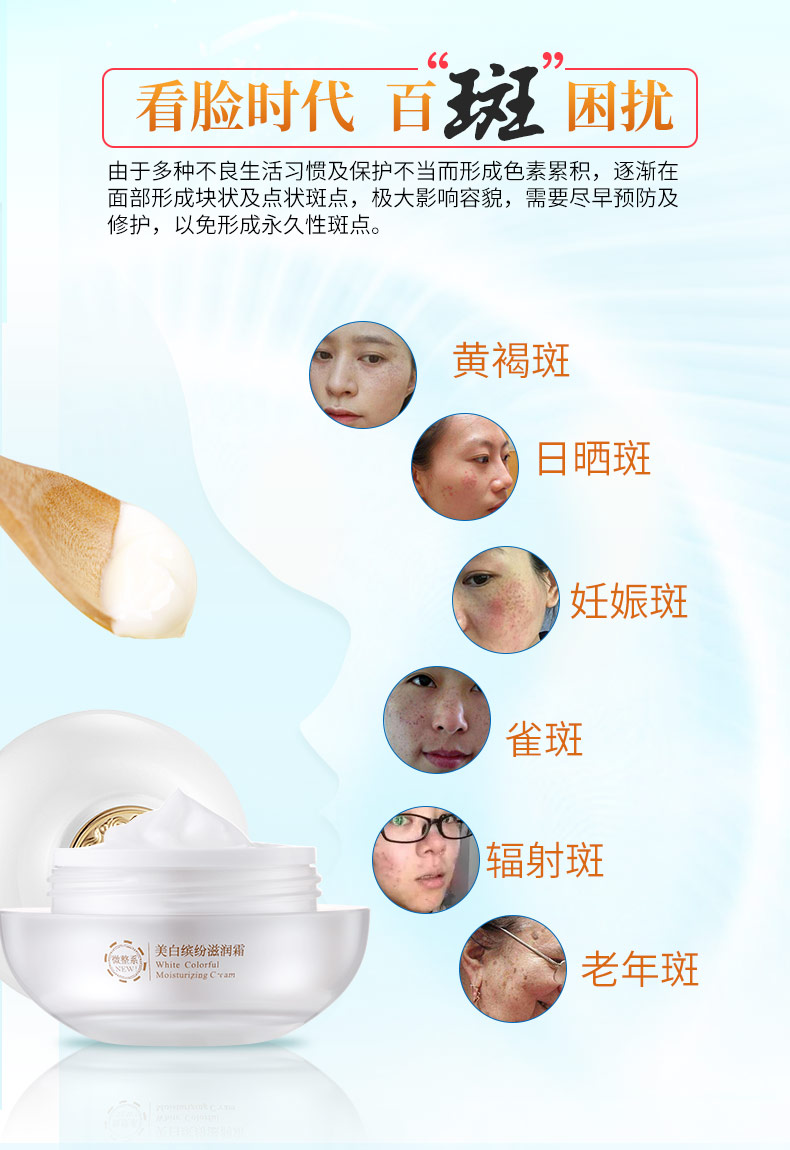 看脸时代 百“斑”困扰
由于多种不良生活习惯及保护不当而形成色素累积，逐渐在
面部形成块状及点状斑点，极大影响容貌，需要尽早预防及
修护，以免形成永久性斑点。
黄褐斑
日晒斑
妊娠斑
雀斑
辐射斑
老年斑
微整系
NEW!
美白缤纷滋润霜
White Colorful
Moisturizing Cream